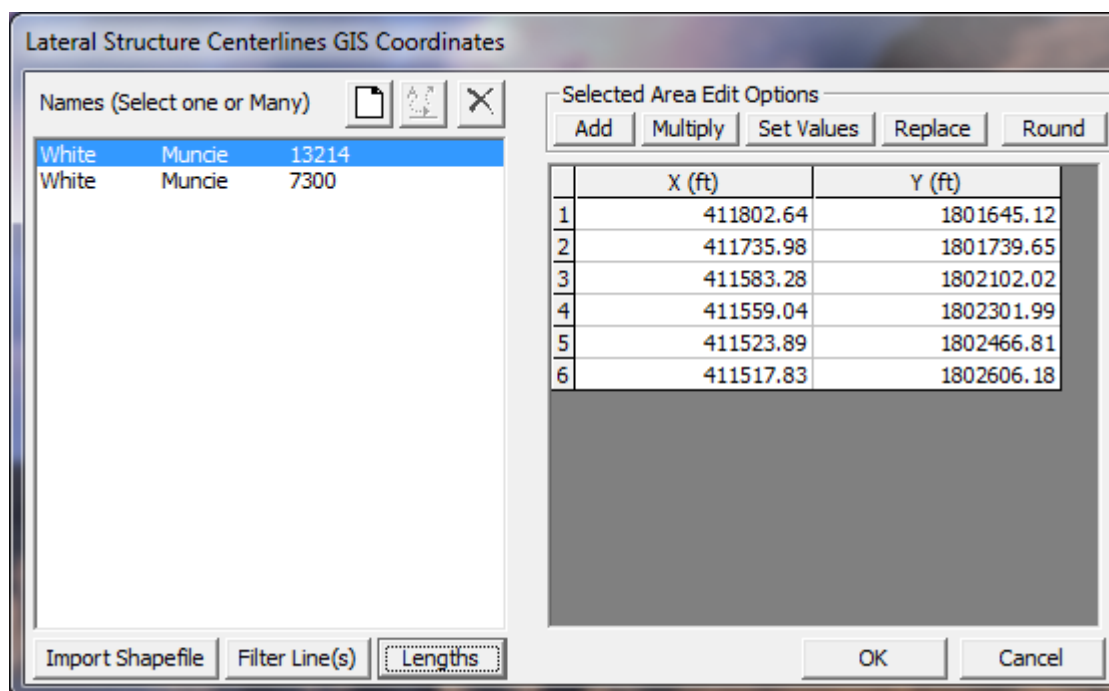 Lateral Structure Centerlines GIS Coordinates
Names (Select one or Many)
White Muncie 13214
White Muncie 7300
Selected Area Edit Options
Add Multiply Set Values Replace Round
X (ft) Y (ft)
1 411802.64 1801645.12
2 411735.98 1801739.65
3 411583.28 1802102.02
4 411559.04 1802301.99
5 411523.89 1802466.81
6 411517.83 1802606.18
Import Shapefile Filter Line(s) Lengths OK Cancel